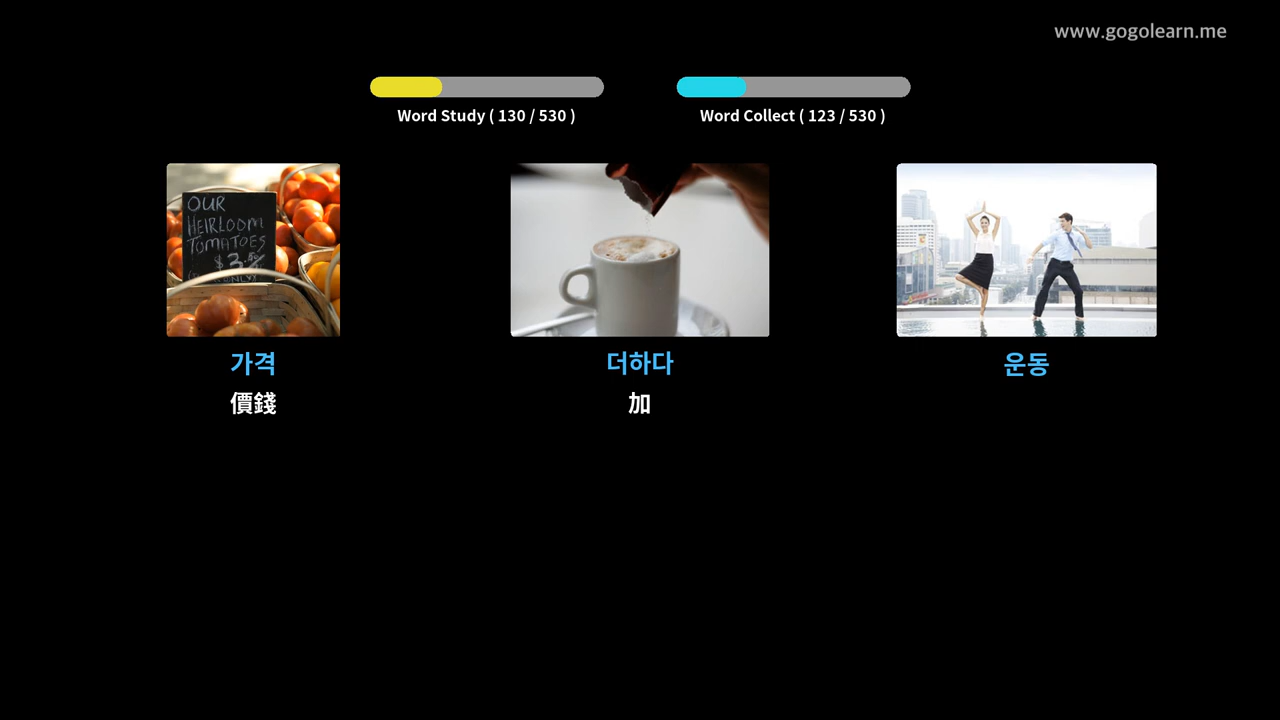 www.gogolearn.me
Word Study ( 130 / 530 )
Word Collect ( 123 / 530 )
OUR
HEIRLOOM
TOMATOES
가격
더하다
운동
價錢
加